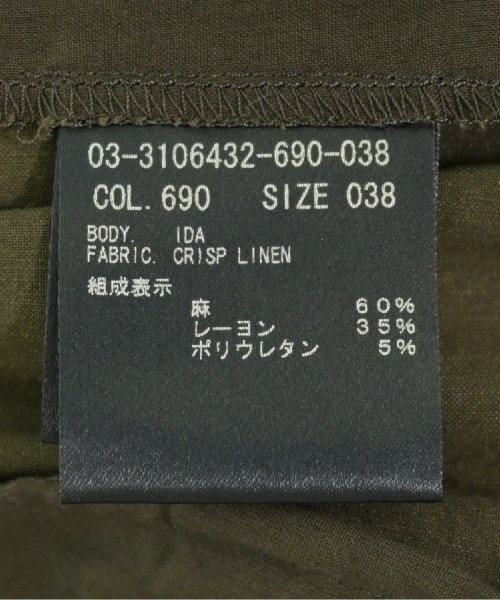 03-3106432-690-038
COL. 690 SIZE 038
BODY. IDA
FABRIC. CRISP LINEN
組成表示
麻 60%
レーヨン 35%
ポリウレタン 5%